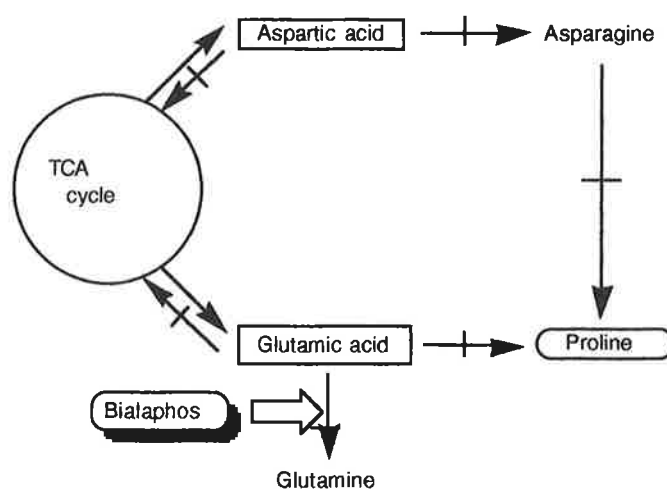 Aspartic acid
Asparagine
TCA
cycle
Glutamic acid
Proline
Bialaphos
Glutamine